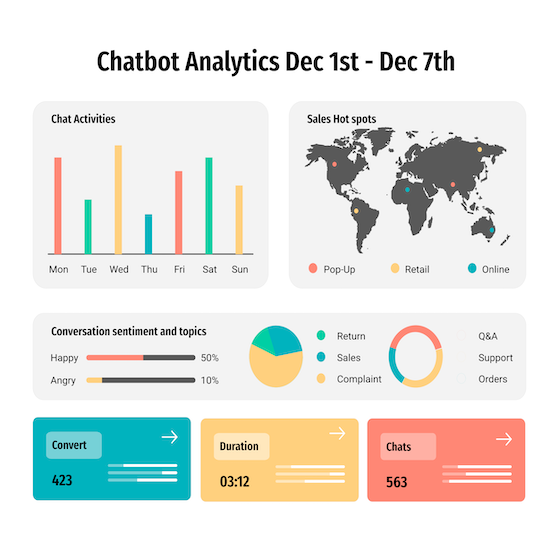 Chatbot Analytics Dec 1st - Dec 7th
Chat Activities
Mon Tue Wed Thu Fri Sat Sun
Sales Hot spots
Pop-Up Retail Online
Conversation sentiment and topics
Happy 50%
Angry 10%
Return
Sales
Complaint
Q&A
Support
Orders
Convert
423
Duration
03:12
Chats
563